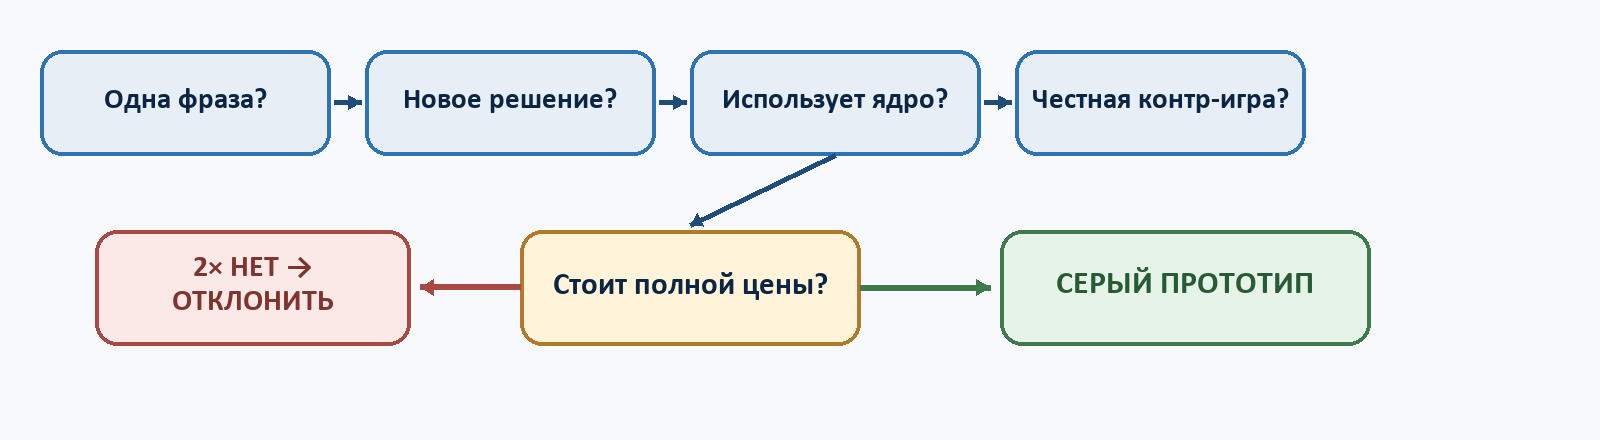 Одна фраза?
Новое решение?
Использует ядро?
Честная контр-игра?
2× НЕТ →
ОТКЛОНИТЬ
Стоит полной цены?
СЕРЫЙ ПРОТОТИП